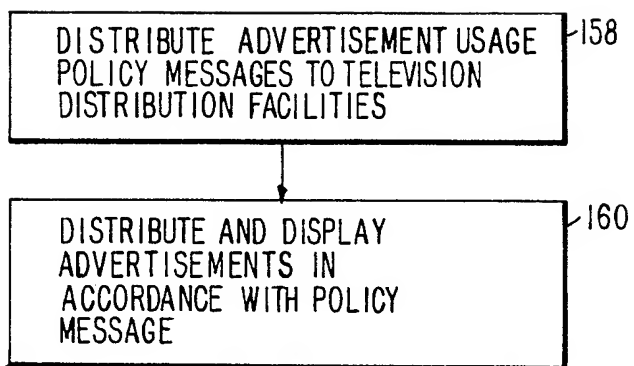 DISTRIBUTE ADVERTISEMENT USAGE
POLICY MESSAGES TO TELEVISION
DISTRIBUTION FACILITIES
158
DISTRIBUTE AND DISPLAY
ADVERTISEMENTS IN
ACCORDANCE WITH POLICY
MESSAGE
160